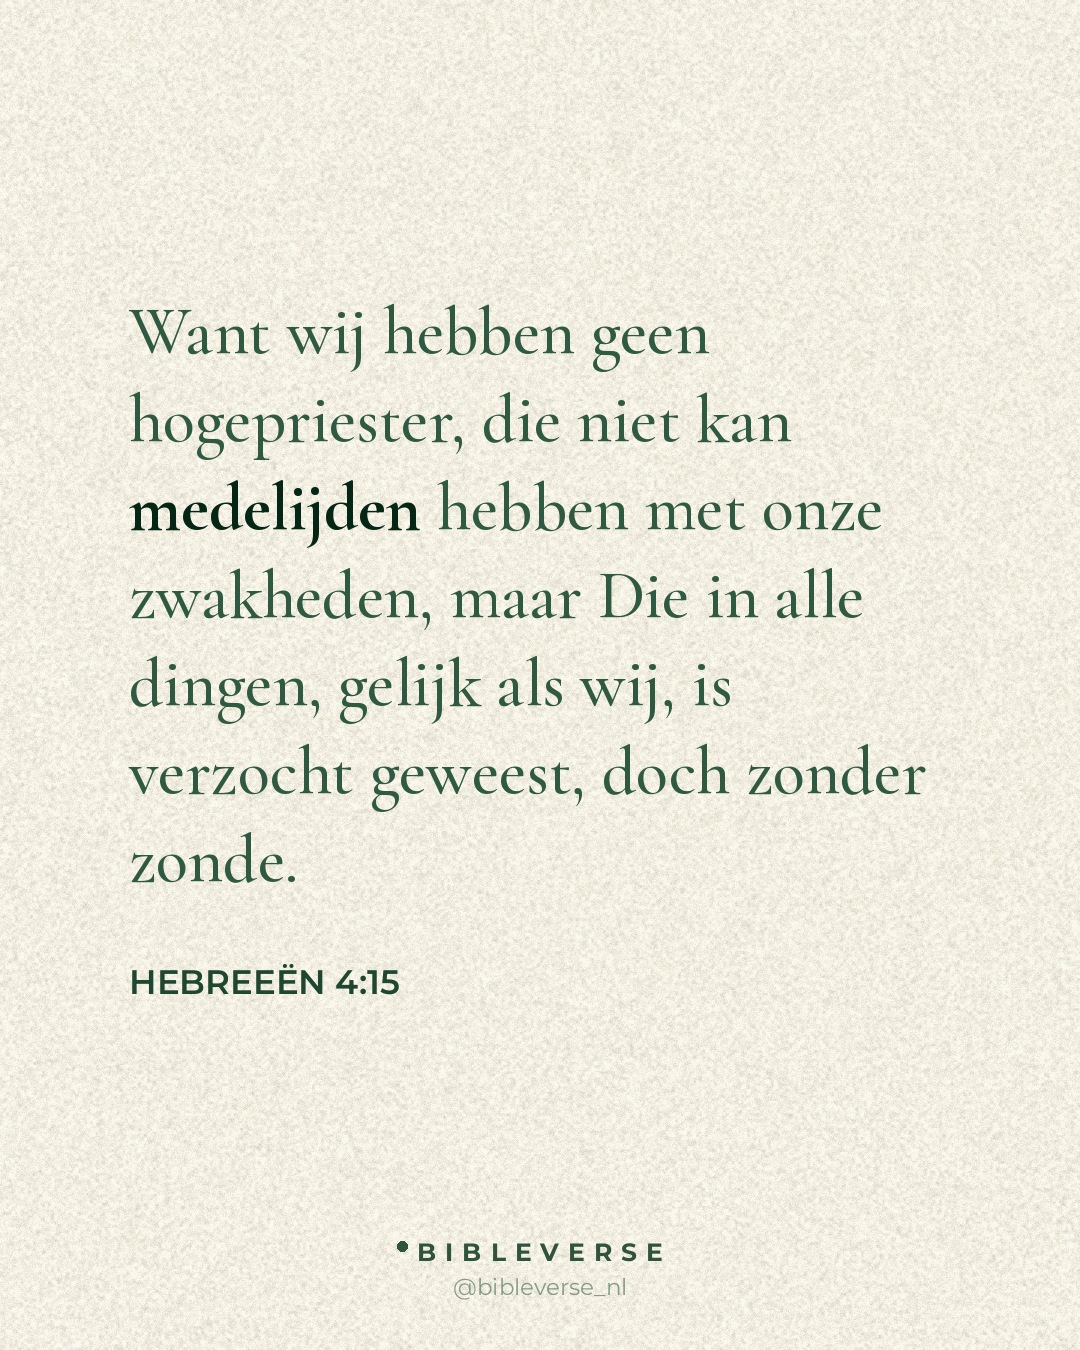 Want wij hebben geen
hogepriester, die niet kan
medelijden hebben met onze
zwakheden, maar Die in alle
dingen, gelijk als wij, is
verzocht geweest, doch zonder
zonde.
HEBREEËN 4:15
BIBLEVERSE
@bibleverse_nl